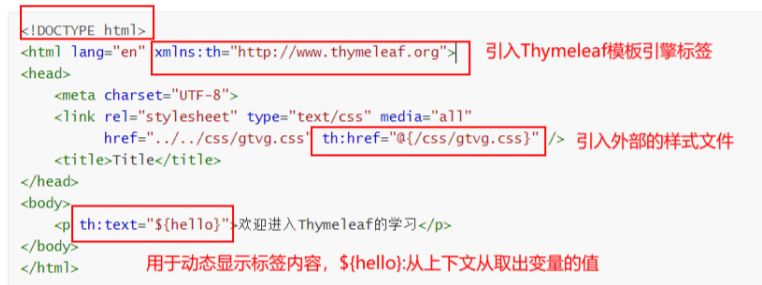 <!DOCTYPE html>
<html lang="en" xmlns:th="http://www.thymeleaf.org"> 引入Thymeleaf模板引擎标签
<head>
<meta charset="UTF-8">
<link rel="stylesheet" type="text/css" media="all"
href="../../css/gtvg.css" th:href="@{/css/gtvg.css}" /> 引入外部的样式文件
<title>Title</title>
</head>
<body>
<p th:text="${hello}">欢迎进入Thymeleaf的学习</p>
</body>
</html> 用于动态显示标签内容，${hello}:从上下文从取出变量的值